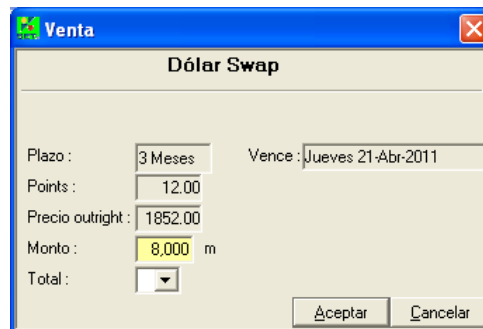 Venta
Dólar Swap
Plazo : 3 Meses Vence : Jueves 21-Abr-2011
Points : 12.00
Precio outright : 1852.00
Monto : 8,000 m
Total :
Aceptar Cancelar